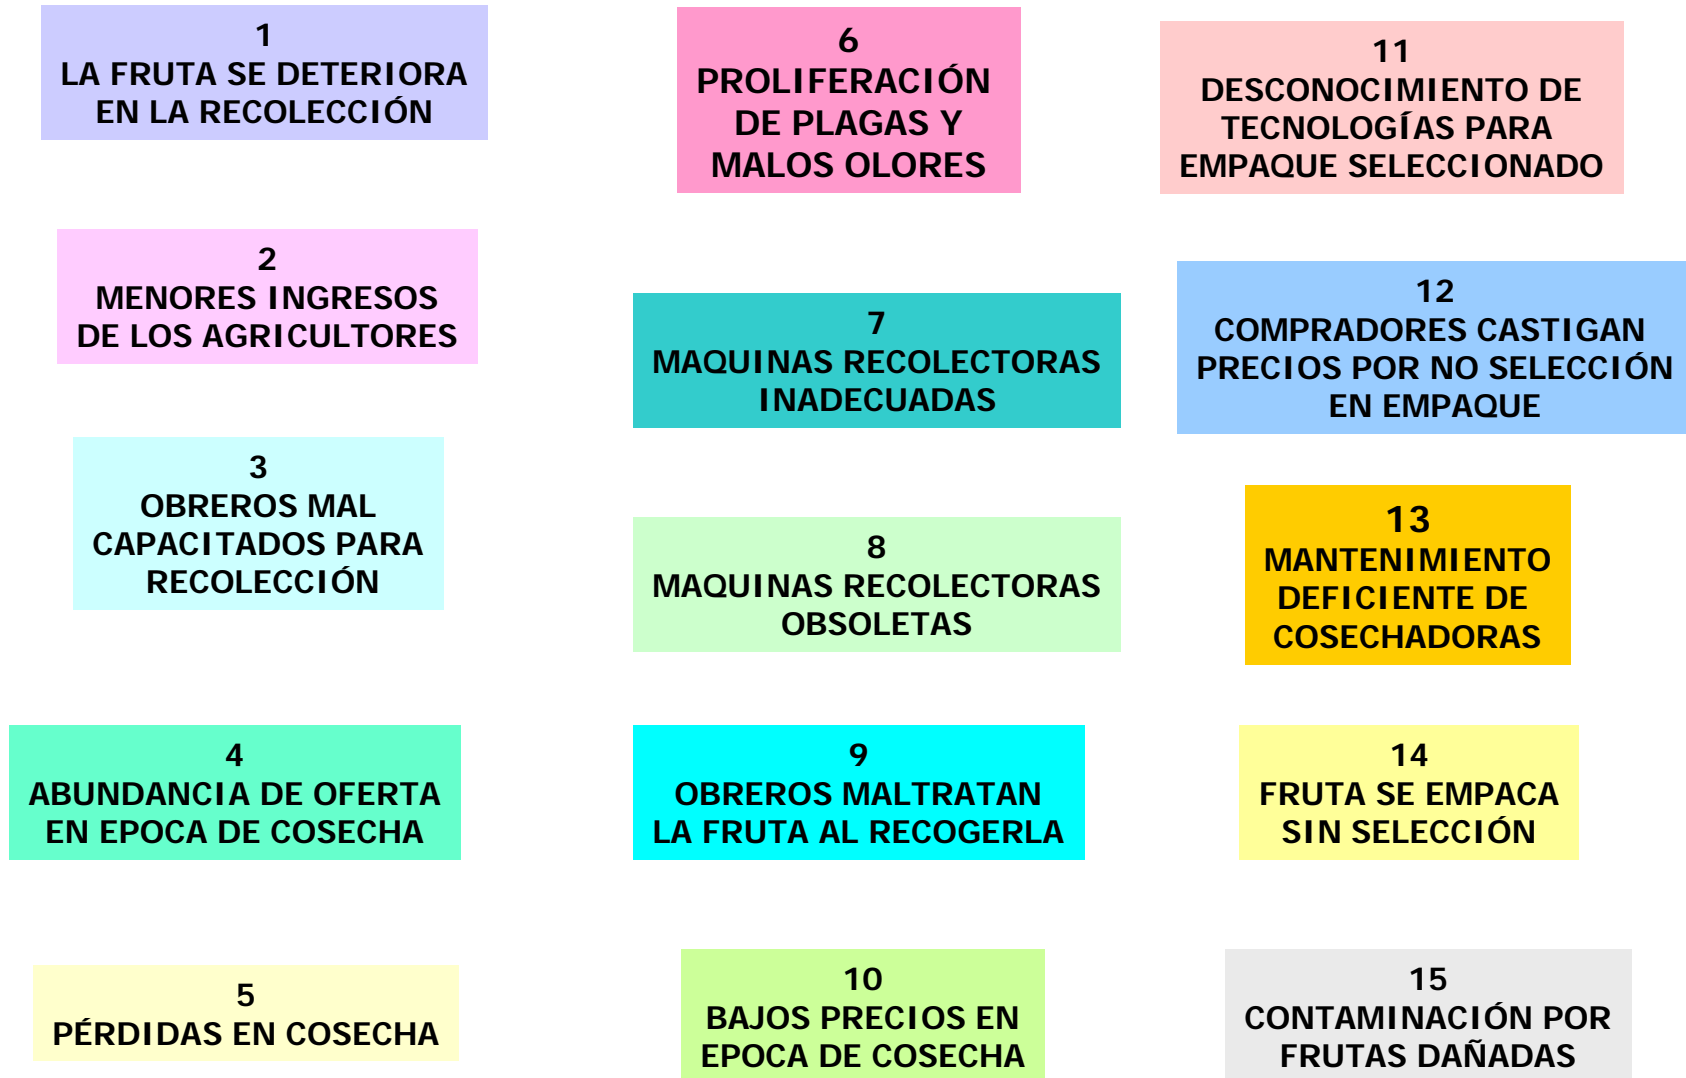 1
LA FRUTA SE DETERIORA
EN LA RECOLECCIÓN
2
MENORES INGRESOS
DE LOS AGRICULTORES
3
OBREROS MAL
CAPACITADOS PARA
RECOLECCIÓN
4
ABUNDANCIA DE OFERTA
EN EPOCA DE COSECHA
5
PÉRDIDAS EN COSECHA
6
PROLIFERACIÓN
DE PLAGAS Y
MALOS OLORES
7
MAQUINAS RECOLECTORAS
INADECUADAS
8
MAQUINAS RECOLECTORAS
OBSOLETAS
9
OBREROS MALTRATAN
LA FRUTA AL RECOGERLA
10
BAJOS PRECIOS EN
EPOCA DE COSECHA
11
DESCONOCIMIENTO DE
TECNOLOGÍAS PARA
EMPAQUE SELECCIONADO
12
COMPRADORES CASTIGAN
PRECIOS POR NO SELECCIÓN
EN EMPAQUE
13
MANTENIMIENTO
DEFICIENTE DE
COSECHADORAS
14
FRUTA SE EMPACA
SIN SELECCIÓN
15
CONTAMINACIÓN POR
FRUTAS DAÑADAS